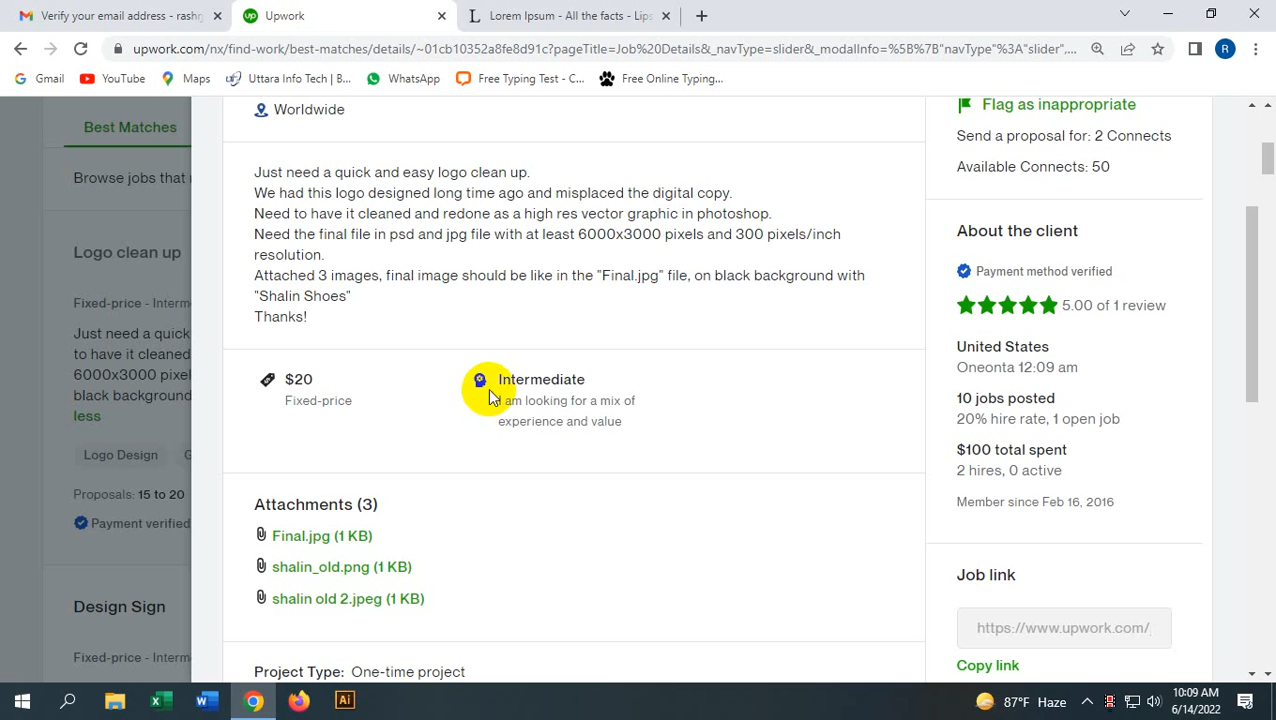 Verify your email address - rashr
Upwork
Lorem Ipsum - All the facts - Lips
upwork.com/nx/find-work/best-matches/details/~01cb10352a8fe8d91c?pageTitle=Job%20Details&_navType=slider&_modalInfo=%5B%7B"navType"%3A"slider",...
R
Gmail
YouTube
Maps
Uttara Info Tech | B...
WhatsApp
Free Typing Test - C...
Free Online Typing...
Best Matches
Browse jobs that
Logo clean up
Fixed-price - Interm
Just need a quick
to have it cleaned
6000x3000 pixels
black background
less
Logo Design
G
Proposals: 15 to 20
Payment verified
Design Sign
Fixed-price - Interm
Worldwide
Just need a quick and easy logo clean up.
We had this logo designed long time ago and misplaced the digital copy.
Need to have it cleaned and redone as a high res vector graphic in photoshop.
Need the final file in psd and jpg file with at least 6000x3000 pixels and 300 pixels/inch
resolution.
Attached 3 images, final image should be like in the "Final.jpg" file, on black background with
"Shalin Shoes"
Thanks!
$20
Fixed-price
Intermediate
I am looking for a mix of
experience and value
Attachments (3)
Final.jpg (1 KB)
shalin_old.png (1 KB)
shalin old 2.jpeg (1 KB)
Project Type: One-time project
Flag as inappropriate
Send a proposal for: 2 Connects
Available Connects: 50
About the client
Payment method verified
5.00 of 1 review
United States
Oneonta 12:09 am
10 jobs posted
20% hire rate, 1 open job
$100 total spent
2 hires, 0 active
Member since Feb 16, 2016
Job link
https://www.upwork.com/
Copy link
Ai
87°F Haze
10:09 AM
6/14/2022